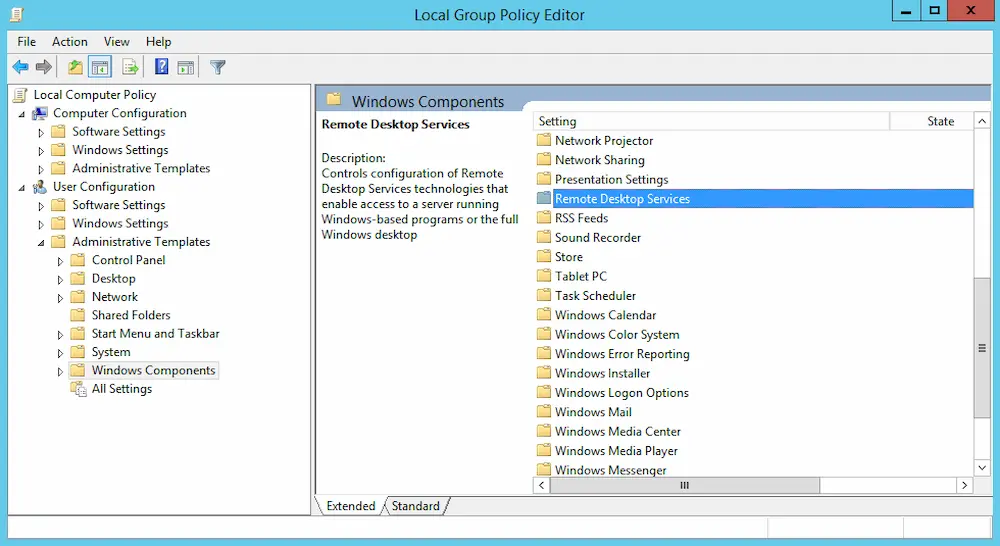 Local Group Policy Editor
File Action View Help
Local Computer Policy
Computer Configuration
Software Settings
Windows Settings
Administrative Templates
User Configuration
Software Settings
Windows Settings
Administrative Templates
Control Panel
Desktop
Network
Shared Folders
Start Menu and Taskbar
System
Windows Components
All Settings
Windows Components
Remote Desktop Services
Description:
Controls configuration of Remote
Desktop Services technologies that
enable access to a server running
Windows-based programs or the full
Windows desktop
Setting State
Network Projector
Network Sharing
Presentation Settings
Remote Desktop Services
RSS Feeds
Sound Recorder
Store
Tablet PC
Task Scheduler
Windows Calendar
Windows Color System
Windows Error Reporting
Windows Installer
Windows Logon Options
Windows Mail
Windows Media Center
Windows Media Player
Windows Messenger
Extended Standard